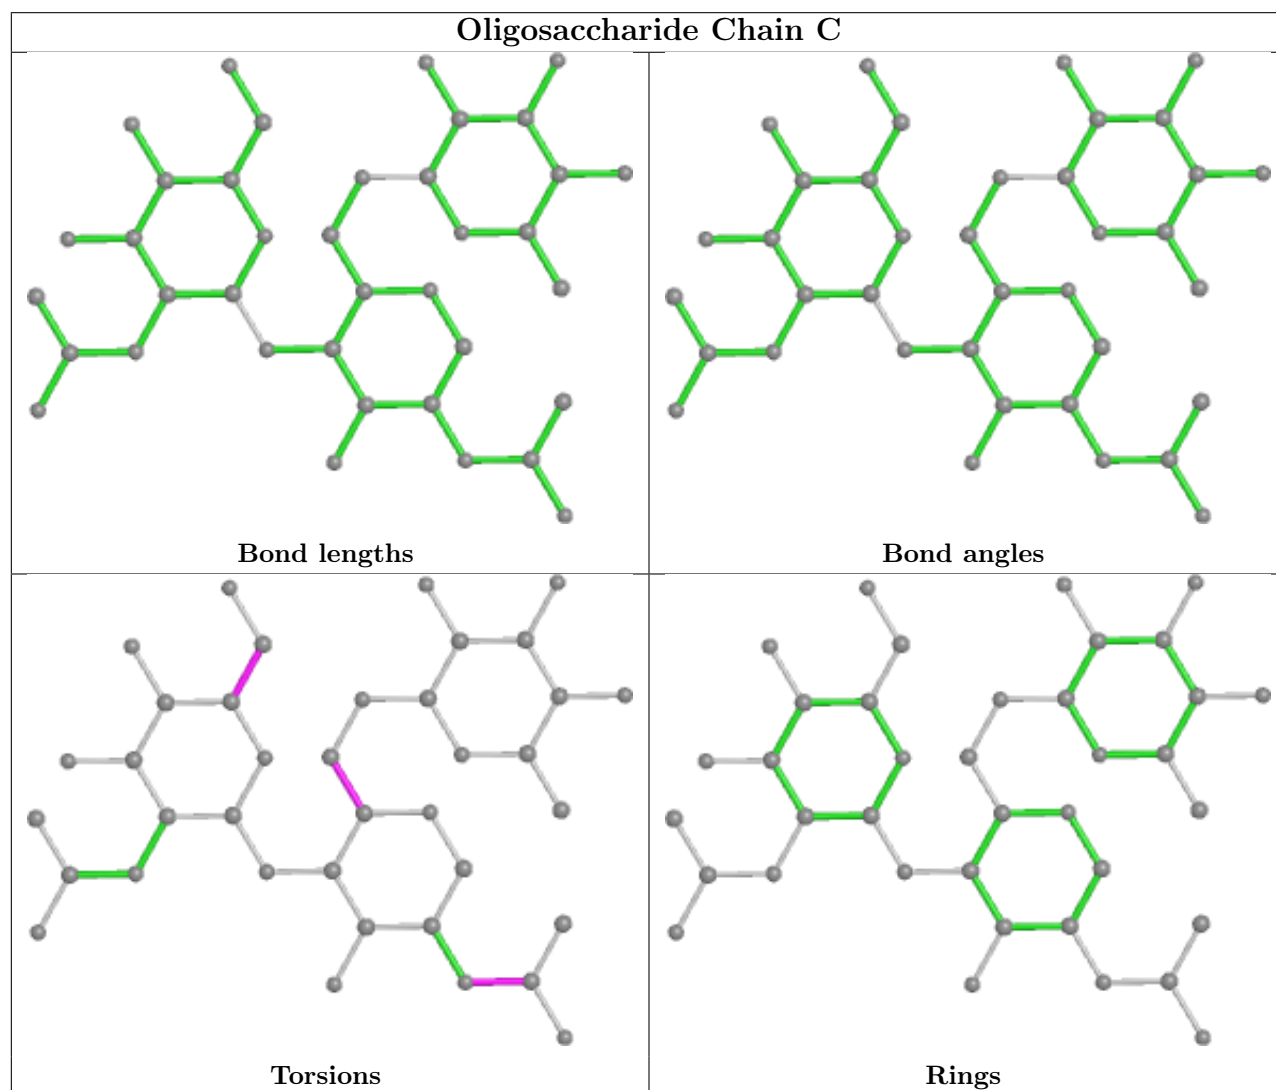 Oligosaccharide Chain C
Bond lengths
Bond angles
Torsions
Rings